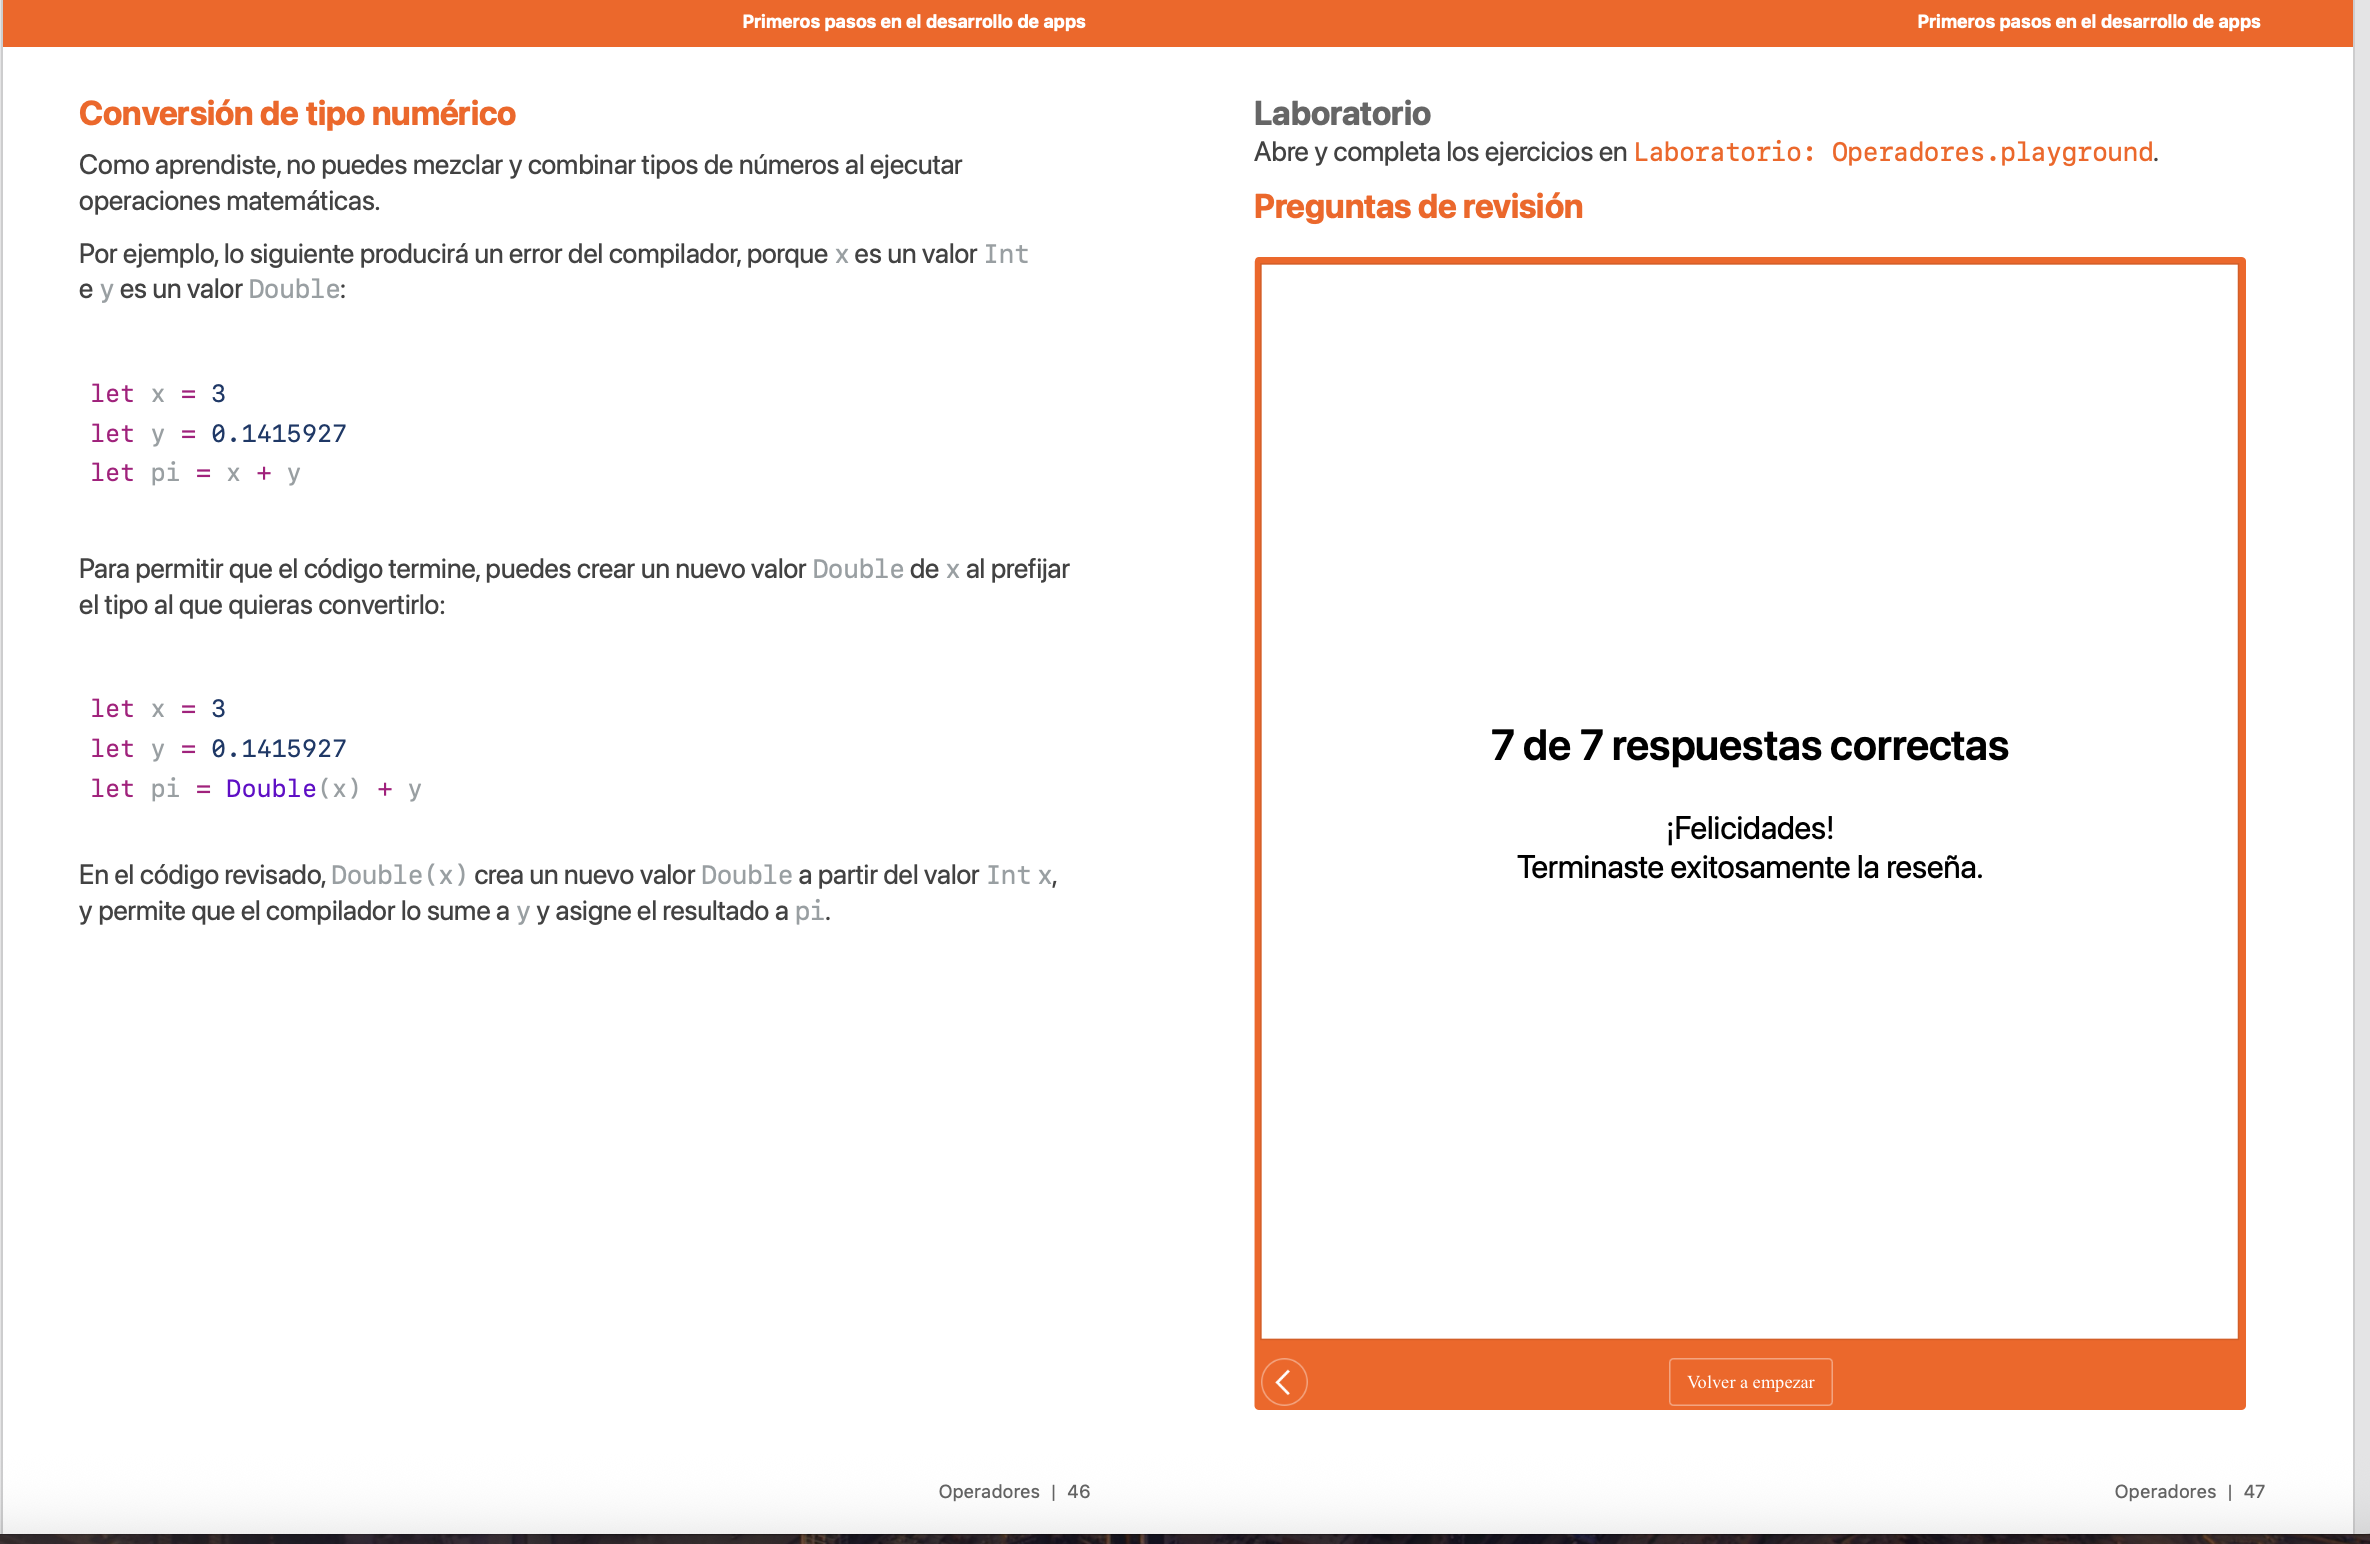 Primeros pasos en el desarrollo de apps
Conversión de tipo numérico
Como aprendiste, no puedes mezclar y combinar tipos de números al ejecutar
operaciones matemáticas.
Por ejemplo, lo siguiente producirá un error del compilador, porque x es un valor Int
e y es un valor Double:
let x = 3
let y = 0.1415927
let pi = x + y
Para permitir que el código termine, puedes crear un nuevo valor Double de x al prefijar
el tipo al que quieras convertirlo:
let x = 3
let y = 0.1415927
let pi = Double(x) + y
En el código revisado, Double(x) crea un nuevo valor Double a partir del valor Int x,
y permite que el compilador lo sume a y y asigne el resultado a pi.
Operadores | 46
Primeros pasos en el desarrollo de apps
Laboratorio
Abre y completa los ejercicios en Laboratorio: Operadores.playground.
Preguntas de revisión
7 de 7 respuestas correctas
¡Felicidades!
Terminaste exitosamente la reseña.
Volver a empezar
Operadores | 47